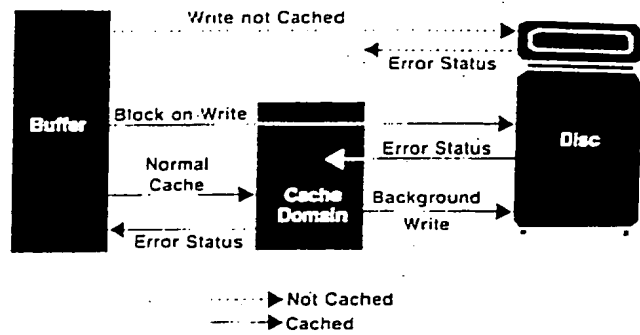 Write not Cached
Error Status
Buffer
Block on Write
Error Status
Disc
Normal
Cache
Cache
Domain
Background
Write
Error Status
Not Cached
Cached